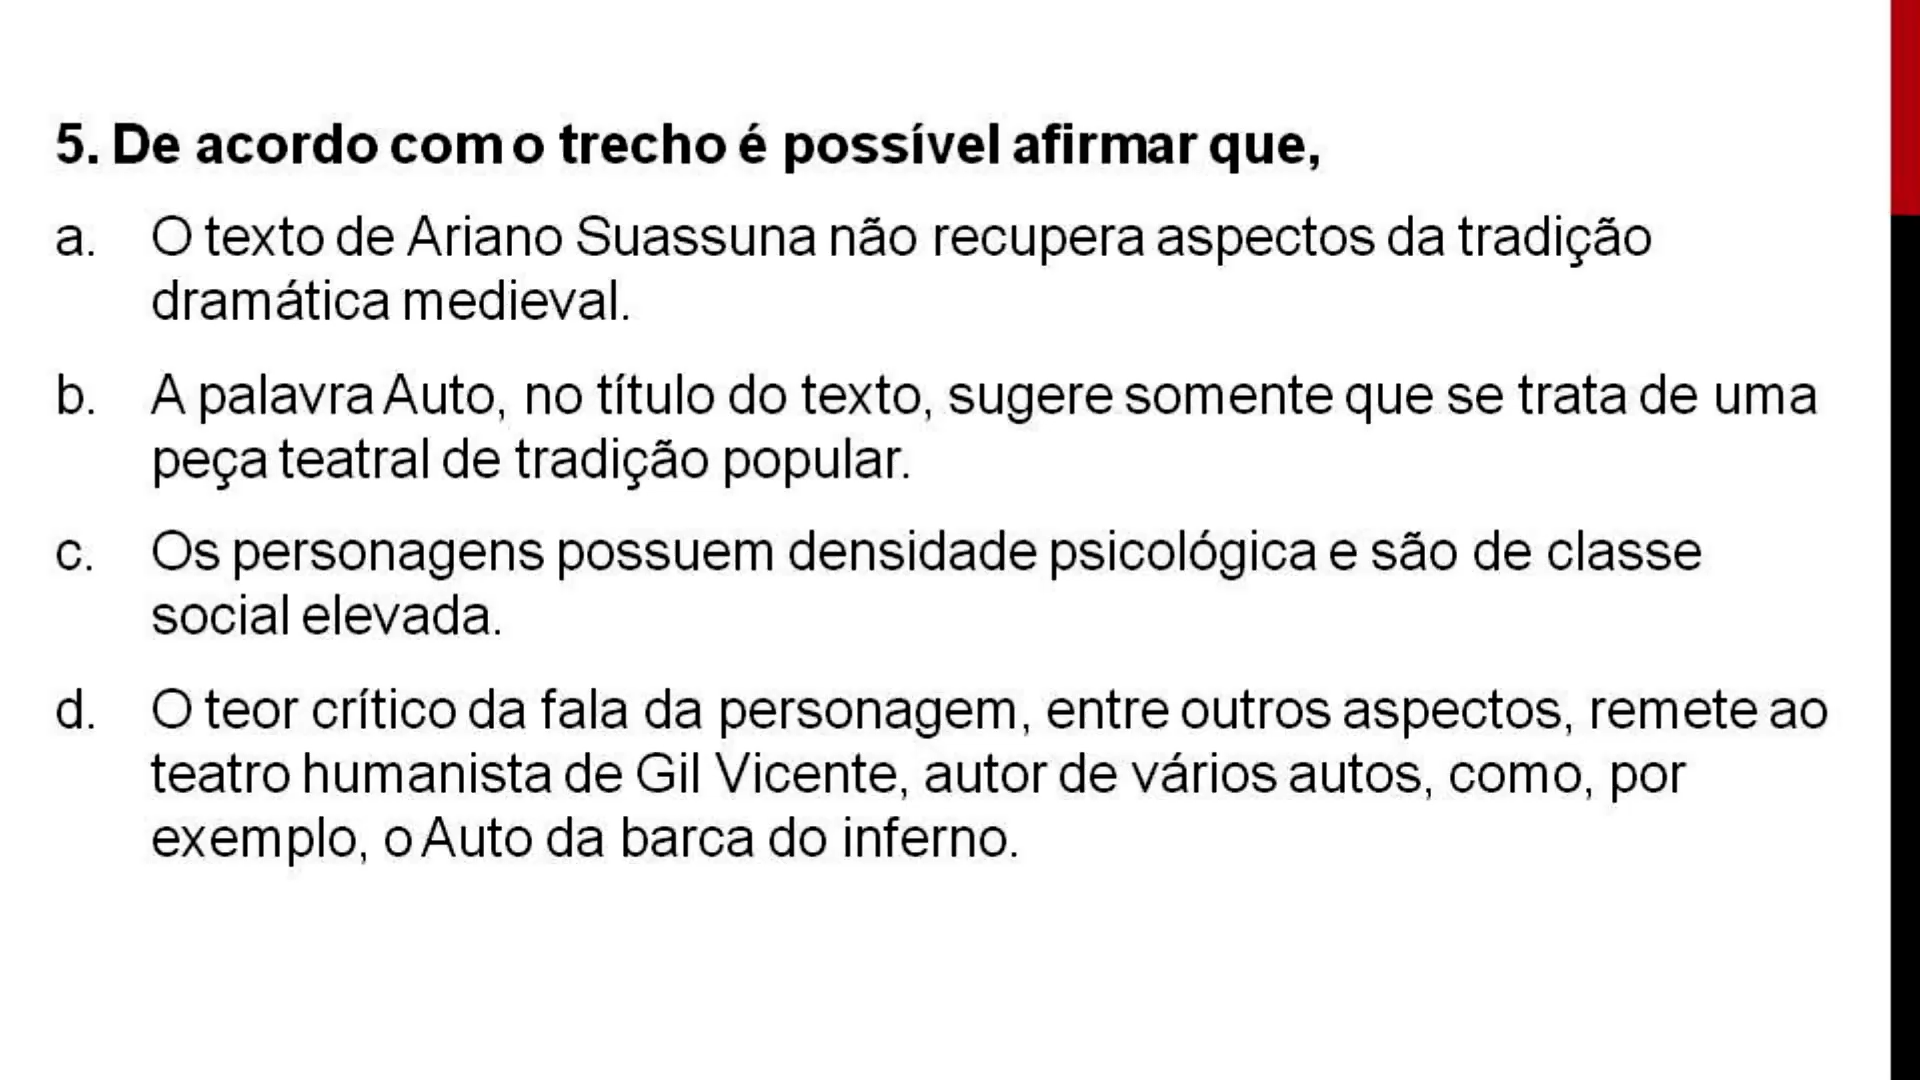 5. De acordo com o trecho é possível afirmar que,
a. O texto de Ariano Suassuna não recupera aspectos da tradição
dramática medieval.
b. A palavra Auto, no título do texto, sugere somente que se trata de uma
peça teatral de tradição popular.
c. Os personagens possuem densidade psicológica e são de classe
social elevada.
d. O teor crítico da fala da personagem, entre outros aspectos, remete ao
teatro humanista de Gil Vicente, autor de vários autos, como, por
exemplo, o Auto da barca do inferno.